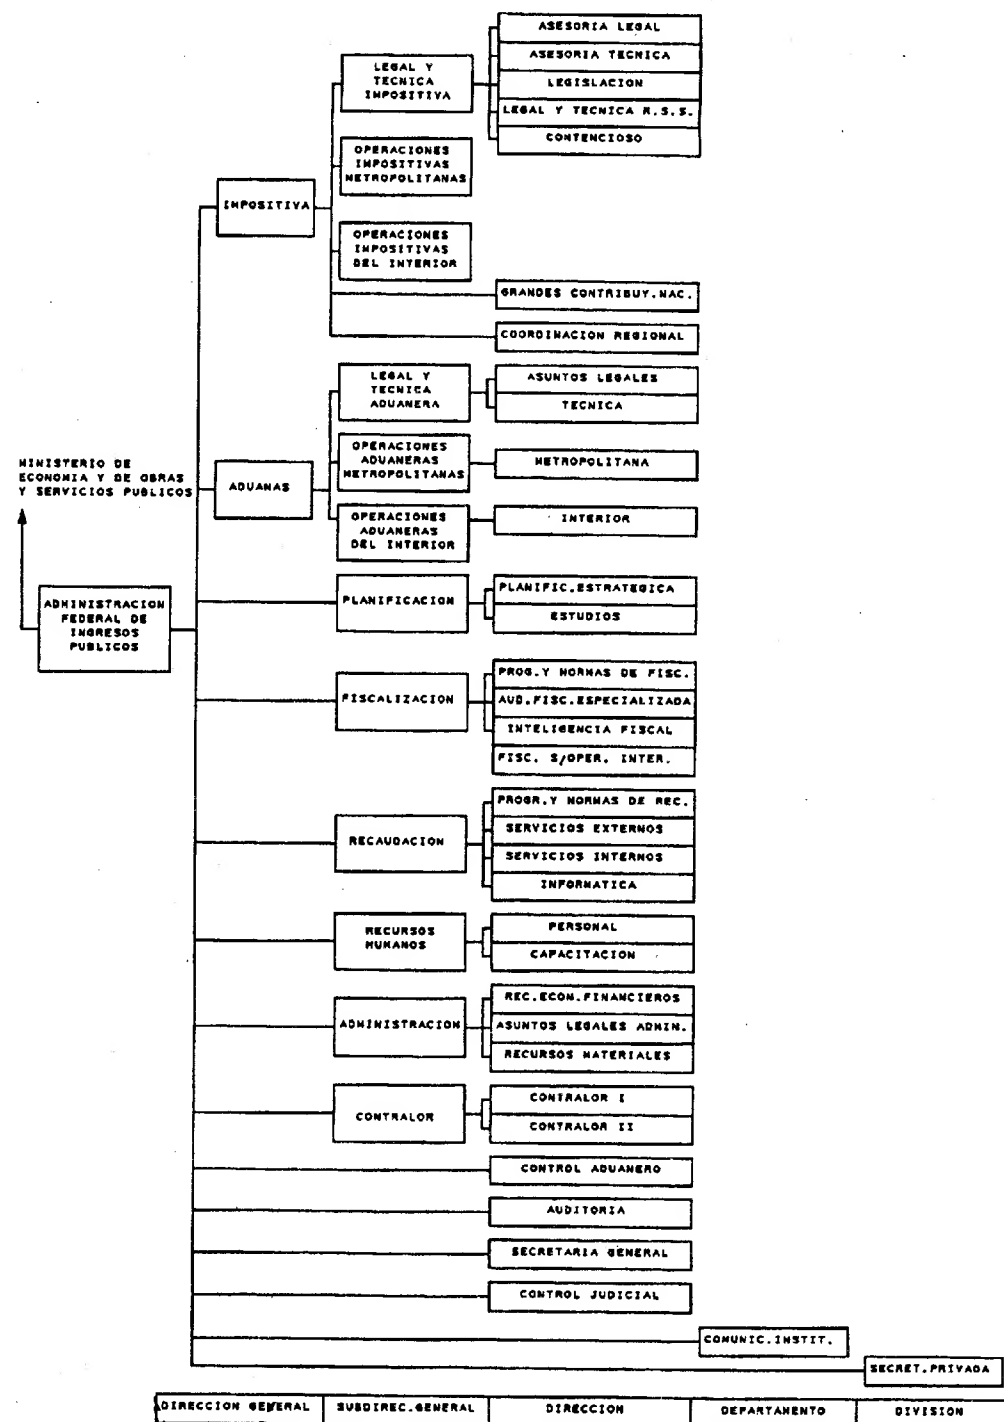 ASESORIA LEGAL
ASESORIA TECNICA
LEGISLACION
LEGAL Y TECNICA R.S.S.
CONTENCIOSO
LEGAL Y
TECNICA
IMPOSITIVA
OPERACIONES
IMPOSITIVAS
METROPOLITANAS
IMPOSITIVA
OPERACIONES
IMPOSITIVAS
DEL INTERIOR
GRANDES CONTRIBUY.NAC.
COORDINACION REGIONAL
LEGAL Y
TECNICA
ADUANERA
ASUNTOS LEGALES
TECNICA
OPERACIONES
ADUANERAS
METROPOLITANAS
METROPOLITANA
MINISTERIO DE
ECONOMIA Y DE OBRAS
Y SERVICIOS PUBLICOS
ADUANAS
OPERACIONES
ADUANERAS
DEL INTERIOR
INTERIOR
ADMINISTRACION
FEDERAL DE
INGRESOS
PUBLICOS
PLANIFICACION
PLANIFIC.ESTRATEGICA
ESTUDIOS
FISCALIZACION
PROG.Y NORMAS DE FISC.
AUD.FISC.ESPECIALIZADA
INTELIGENCIA FISCAL
FISC. S/OPER. INTER.
RECAUDACION
PROGR.Y NORMAS DE REC.
SERVICIOS EXTERNOS
SERVICIOS INTERNOS
INFORMATICA
RECURSOS
HUMANOS
PERSONAL
CAPACITACION
ADMINISTRACION
REC.ECON.FINANCIEROS
ASUNTOS LEGALES ADMIN.
RECURSOS MATERIALES
CONTRALOR
CONTRALOR I
CONTRALOR II
CONTROL ADUANERO
AUDITORIA
SECRETARIA GENERAL
CONTROL JUDICIAL
COMUNIC.INSTIT.
SECRET.PRIVADA
DIRECCION GENERAL SUBDIREC.GENERAL DIRECCION DEPARTAMENTO DIVISION